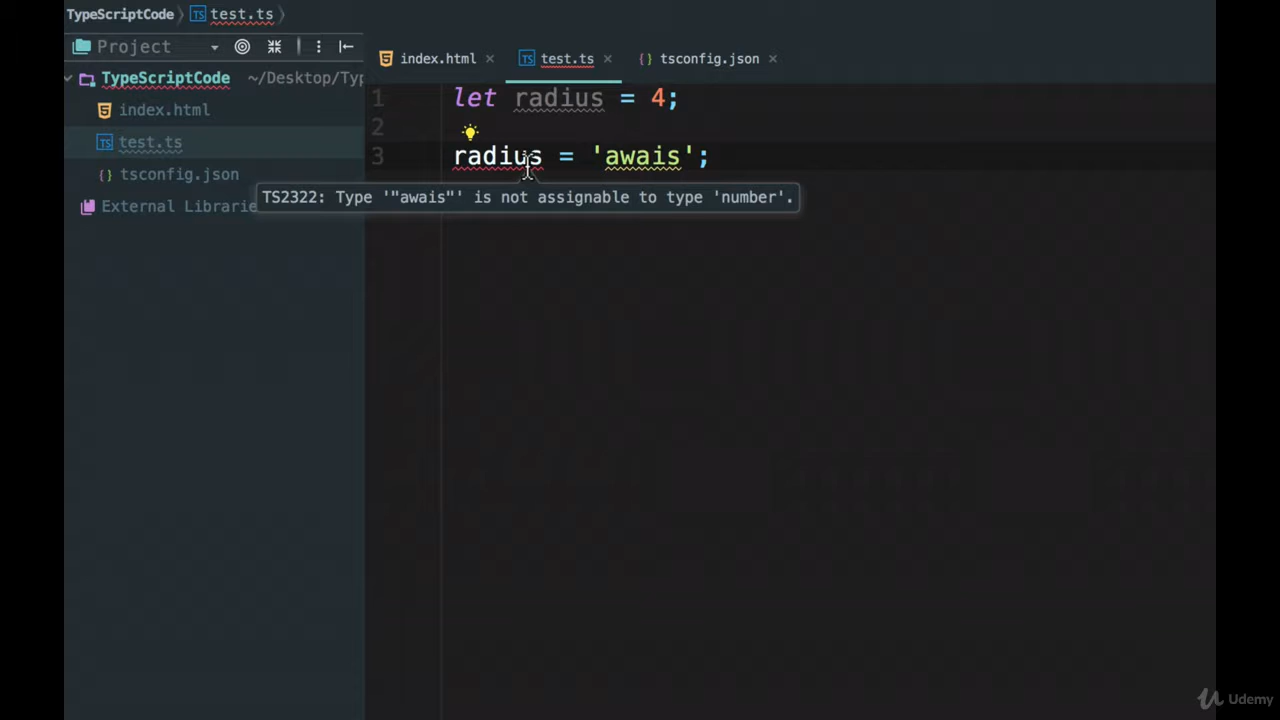 TypeScriptCode test.ts
Project
index.html test.ts tsconfig.json
TypeScriptCode ~/Desktop/Typ
index.html
test.ts
tsconfig.json
External Librarie
1 let radius = 4;
2
3 radius = 'awais';
TS2322: Type '"awais"' is not assignable to type 'number'.
Udemy